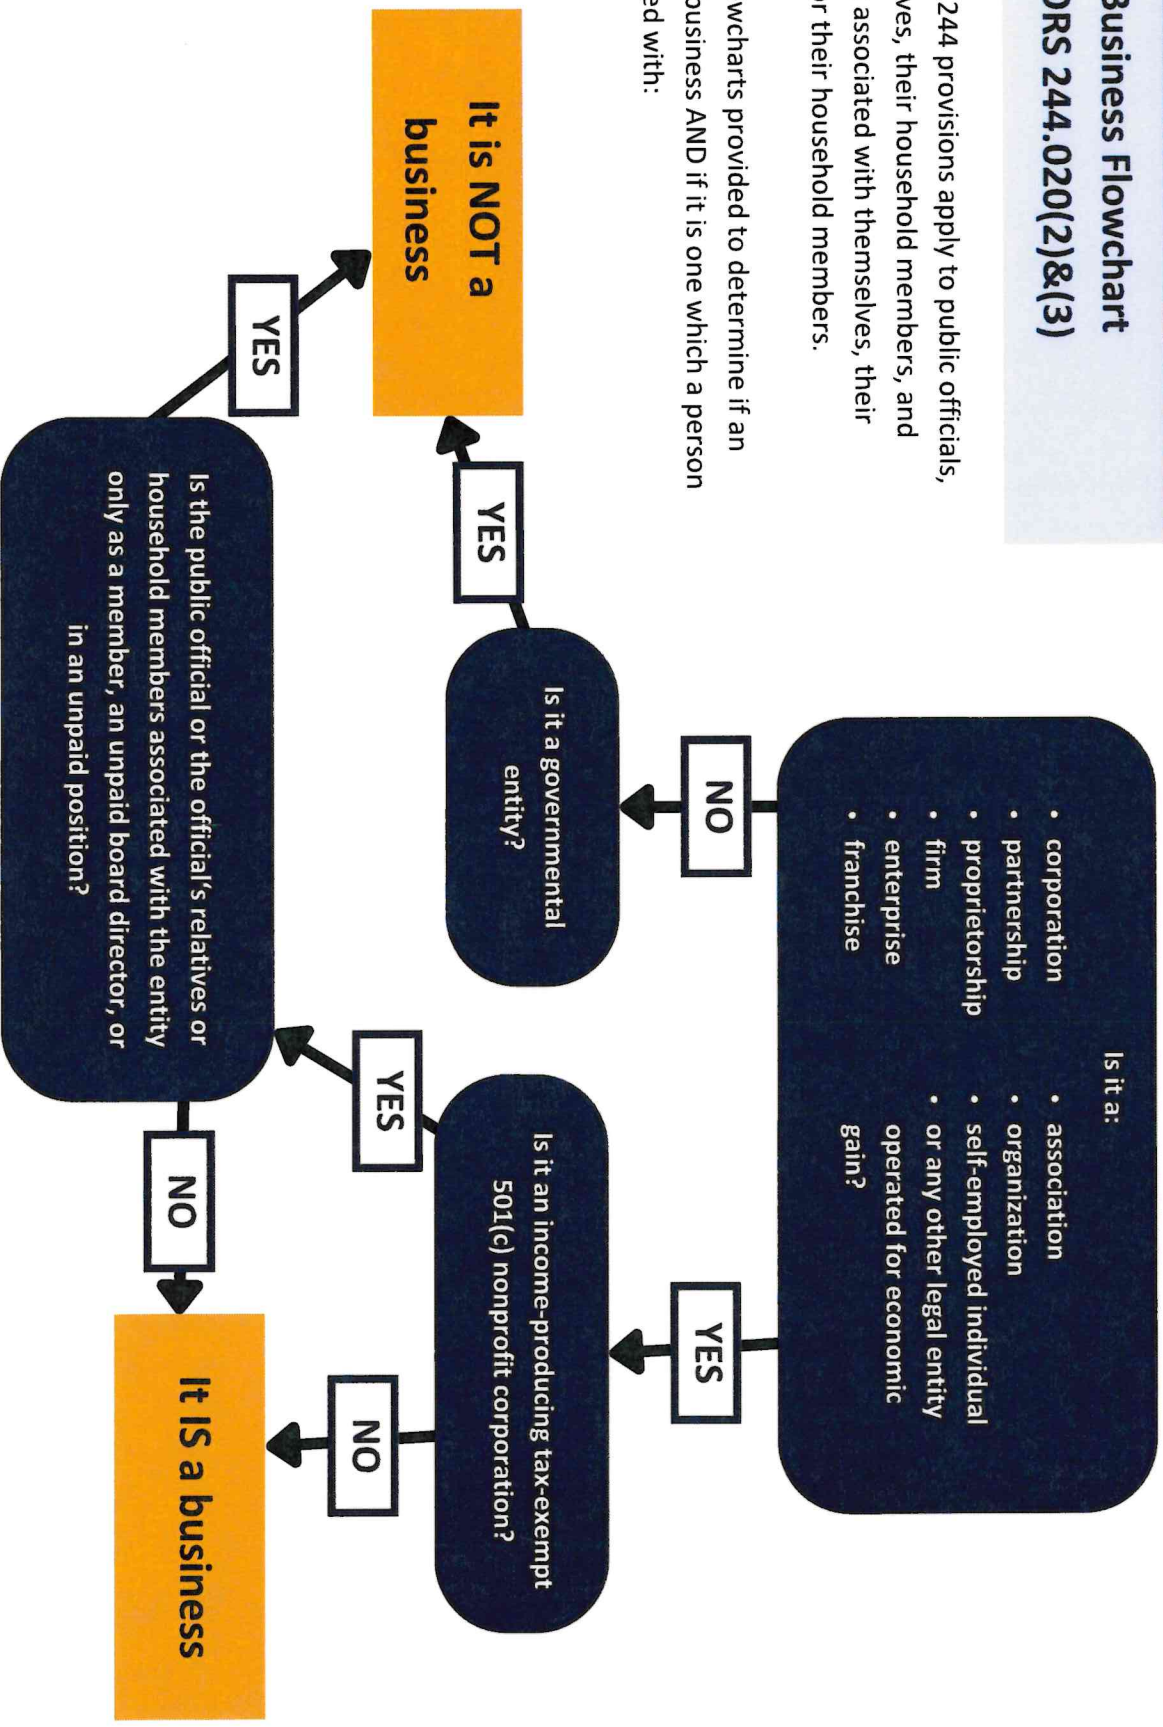 Business Flowchart
ORS 244.020(2)&(3)
244 provisions apply to public officials,
their household members, and
associated with themselves, their
their household members.
provided to determine if an
business AND if it is one which a person
with:
Is it a:
• corporation
• partnership
• proprietorship
• firm
• enterprise
• franchise
• association
• organization
• self-employed individual
• or any other legal entity
operated for economic
gain?
NO
YES
Is it a governmental
entity?
Is it an income-producing tax-exempt
501(c) nonprofit corporation?
YES
YES
NO
It is NOT a
business
YES
Is the public official or the official's relatives or
household members associated with the entity
only as a member, an unpaid board director, or
in an unpaid position?
NO
It IS a business